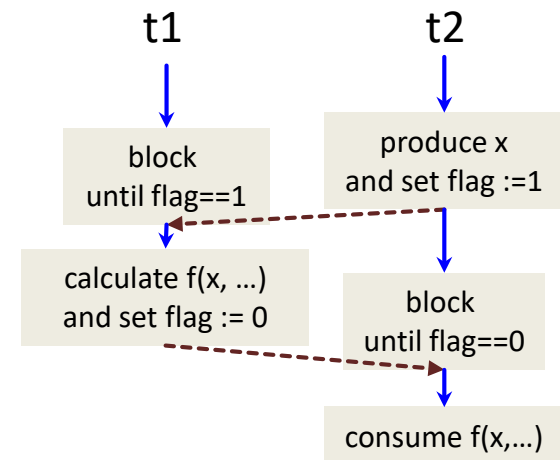 t1
t2
block
until flag==1
produce x
and set flag :=1
calculate f(x, …)
and set flag := 0
block
until flag==0
consume f(x,…)